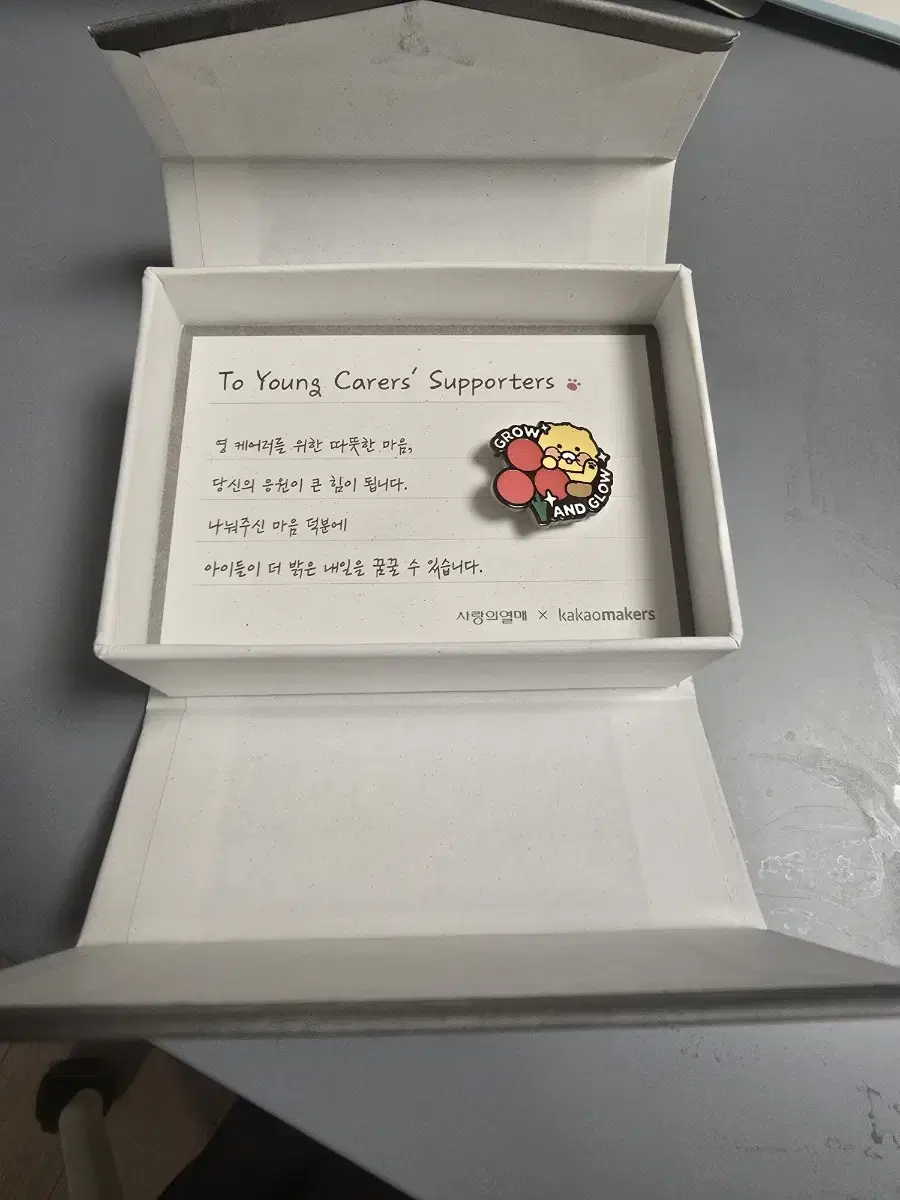 To Young Carers' Supporters
영 케어러를 위한 따뜻한 마음,
당신의 응원이 큰 힘이 됩니다.
나눠주신 마음 덕분에
아이들이 더 밝은 내일을 꿈꿀 수 있습니다.
GROW
AND GLOW
사랑의열매 × kakaomakers